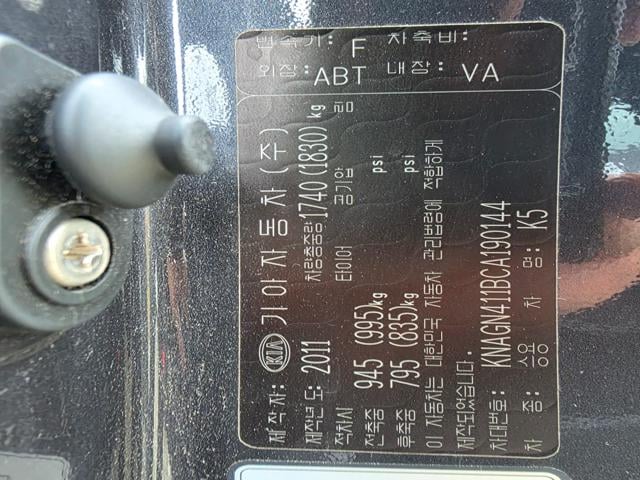 변속기: F 차축비:
외장: ABT 내장: VA
제작자: KIA 기아자동차(주)
제작년도: 2011 차량총중량 1740(1830)kg
적차시 타이어 공기압
전축중 945 (995)kg psi
후축중 795 (835)kg psi
이 자동차는 대한민국 자동차 관리법령에 적합하게
제작되었습니다.
차대번호: KNAGN411BCA190144
차 종: 승용 차 명: K5